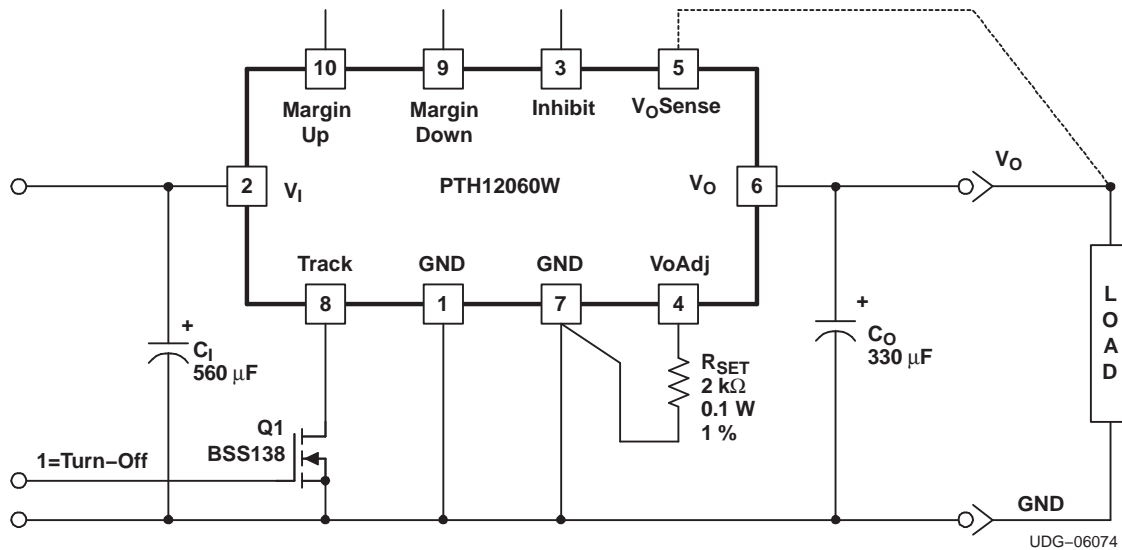 10
9
3
5
Margin
Up
Margin
Down
Inhibit
VOSense
VO
2
VI
PTH12060W
VO
6
Track
GND
GND
VoAdj
8
1
7
4
+
CI
560 μF
RSET
2 kΩ
0.1 W
1 %
+
CO
330 μF
L
O
A
D
Q1
BSS138
1=Turn−Off
GND
UDG−06074